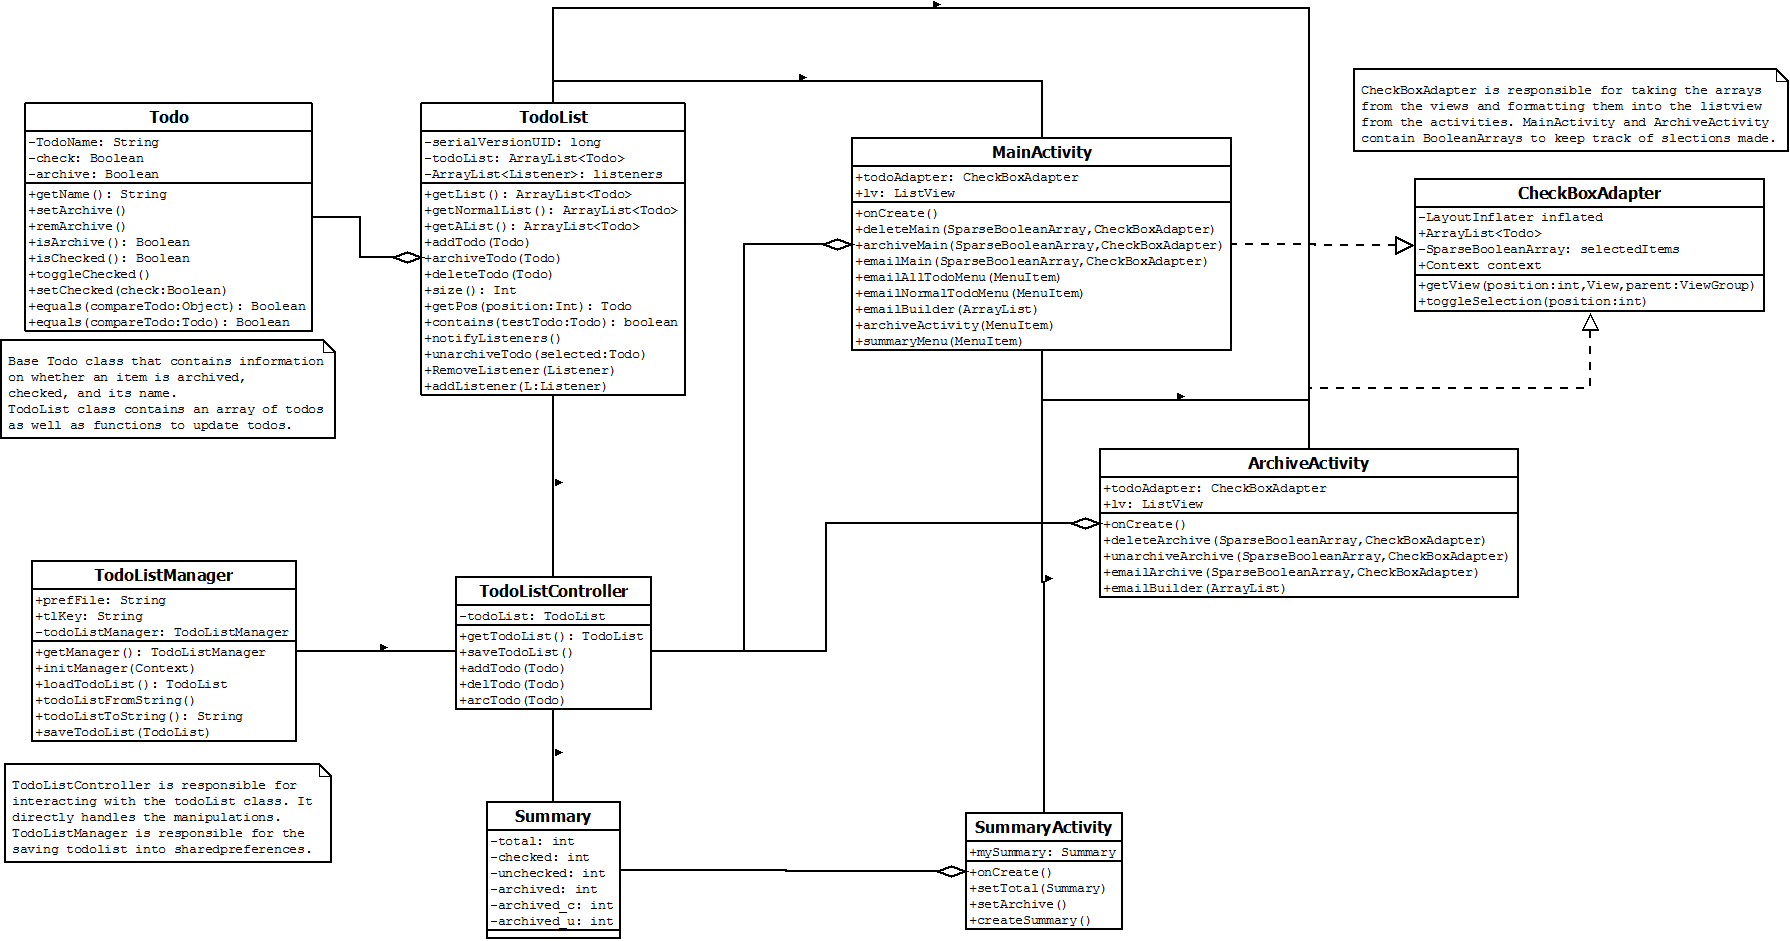 Todo
-TodoName: String
-check: Boolean
-archive: Boolean
+getName(): String
+setArchive()
+remArchive()
+isArchive(): Boolean
+isChecked(): Boolean
+toggleChecked()
+setChecked(check:Boolean)
+equals(compareTodo:Object): Boolean
+equals(compareTodo:Todo): Boolean
Base Todo class that contains information
on whether an item is archived,
checked, and its name.
TodoList class contains an array of todos
as well as functions to update todos.
TodoList
-serialVersionUID: long
-todoList: ArrayList<Todo>
-ArrayList<Listener>: listeners
+getList(): ArrayList<Todo>
+getNormalList(): ArrayList<Todo>
+getAList(): ArrayList<Todo>
+addTodo(Todo)
+archiveTodo(Todo)
+deleteTodo(Todo)
+size(): Int
+getPos(position:Int): Todo
+contains(testTodo:Todo): boolean
+notifyListeners()
+unarchiveTodo(selected:Todo)
+RemoveListener(Listener)
+addListener(L:Listener)
MainActivity
+todoAdapter: CheckBoxAdapter
+lv: ListView
+onCreate()
+deleteMain(SparseBooleanArray,CheckBoxAdapter)
+archiveMain(SparseBooleanArray,CheckBoxAdapter)
+emailMain(SparseBooleanArray,CheckBoxAdapter)
+emailAllTodoMenu(MenuItem)
+emailNormalTodoMenu(MenuItem)
+emailBuilder(ArrayList)
+archiveActivity(MenuItem)
+summaryMenu(MenuItem)
CheckBoxAdapter is responsible for taking the arrays
from the views and formatting them into the listview
from the activities. MainActivity and ArchiveActivity
contain BooleanArrays to keep track of slections made.
CheckBoxAdapter
-LayoutInflater inflated
+ArrayList<Todo>
-SparseBooleanArray: selectedItems
+Context context
+getView(position:int,View,parent:ViewGroup)
+toggleSelection(position:int)
ArchiveActivity
+todoAdapter: CheckBoxAdapter
+lv: ListView
+onCreate()
+deleteArchive(SparseBooleanArray,CheckBoxAdapter)
+unarchiveArchive(SparseBooleanArray,CheckBoxAdapter)
+emailArchive(SparseBooleanArray,CheckBoxAdapter)
+emailBuilder(ArrayList)
TodoListManager
+prefFile: String
+tlKey: String
-todoListManager: TodoListManager
+getManager(): TodoListManager
+initManager(Context)
+loadTodoList(): TodoList
+todoListFromString()
+todoListToString(): String
+saveTodoList(TodoList)
TodoListController
-todoList: TodoList
+getTodoList(): TodoList
+saveTodoList()
+addTodo(Todo)
+delTodo(Todo)
+arcTodo(Todo)
TodoListController is responsible for
interacting with the todoList class. It
directly handles the manipulations.
TodoListManager is responsible for the
saving todolist into sharedpreferences.
Summary
-total: int
-checked: int
-unchecked: int
-archived: int
-archived_c: int
-archived_u: int
SummaryActivity
+mySummary: Summary
+onCreate()
+setTotal(Summary)
+setArchive()
+createSummary()